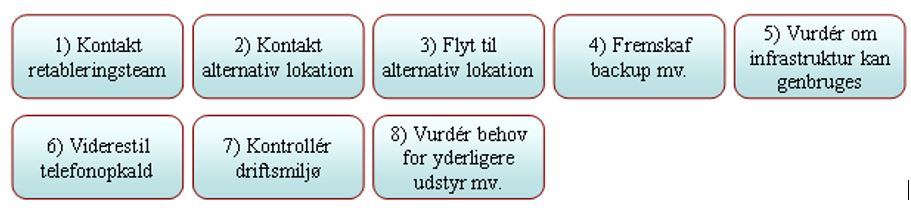 1) Kontakt
retableringsteam
2) Kontakt
alternativ lokation
3) Flyt til
alternativ lokation
4) Fremskaf
backup mv.
5) Vurdér om
infrastruktur kan
genbruges
6) Viderestil
telefonopkald
7) Kontrollér
driftsmiljø
8) Vurdér behov
for yderligere
udstyr mv.